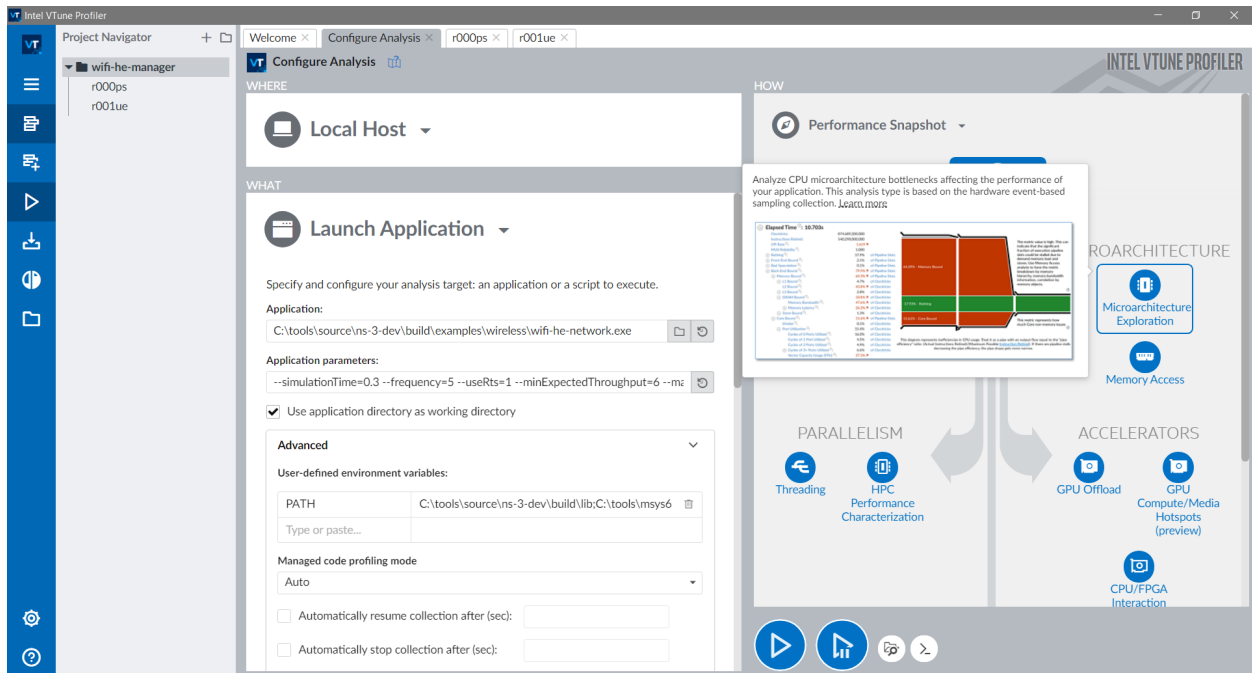 Intel VTune Profiler
Project Navigator
wifi-he-manager
r000ps
r001ue
Welcome
Configure Analysis
r000ps
r001ue
Configure Analysis
INTEL VTUNE PROFILER
WHERE
Local Host
WHAT
Launch Application
Specify and configure your analysis target: an application or a script to execute.
Application:
C:\tools\source\ns-3-dev\build\examples\wireless\wifi-he-network.exe
Application parameters:
--simulationTime=0.3 --frequency=5 --useRts=1 --minExpectedThroughput=6 --ma
Use application directory as working directory
Advanced
User-defined environment variables:
PATH
C:\tools\source\ns-3-dev\build\lib;C:\tools\msys6
Type or paste...
Managed code profiling mode
Auto
Automatically resume collection after (sec):
Automatically stop collection after (sec):
HOW
Performance Snapshot
Analyze CPU microarchitecture bottlenecks affecting the performance of
your application. This analysis type is based on the hardware event-based
sampling collection. Learn more
Elapsed Time: 10.703s
ROARCHITECTURE
Microarchitecture
Exploration
Memory Access
PARALLELISM
Threading
HPC
Performance
Characterization
ACCELERATORS
GPU Offload
GPU
Compute/Media
Hotspots
(preview)
CPU/FPGA
Interaction